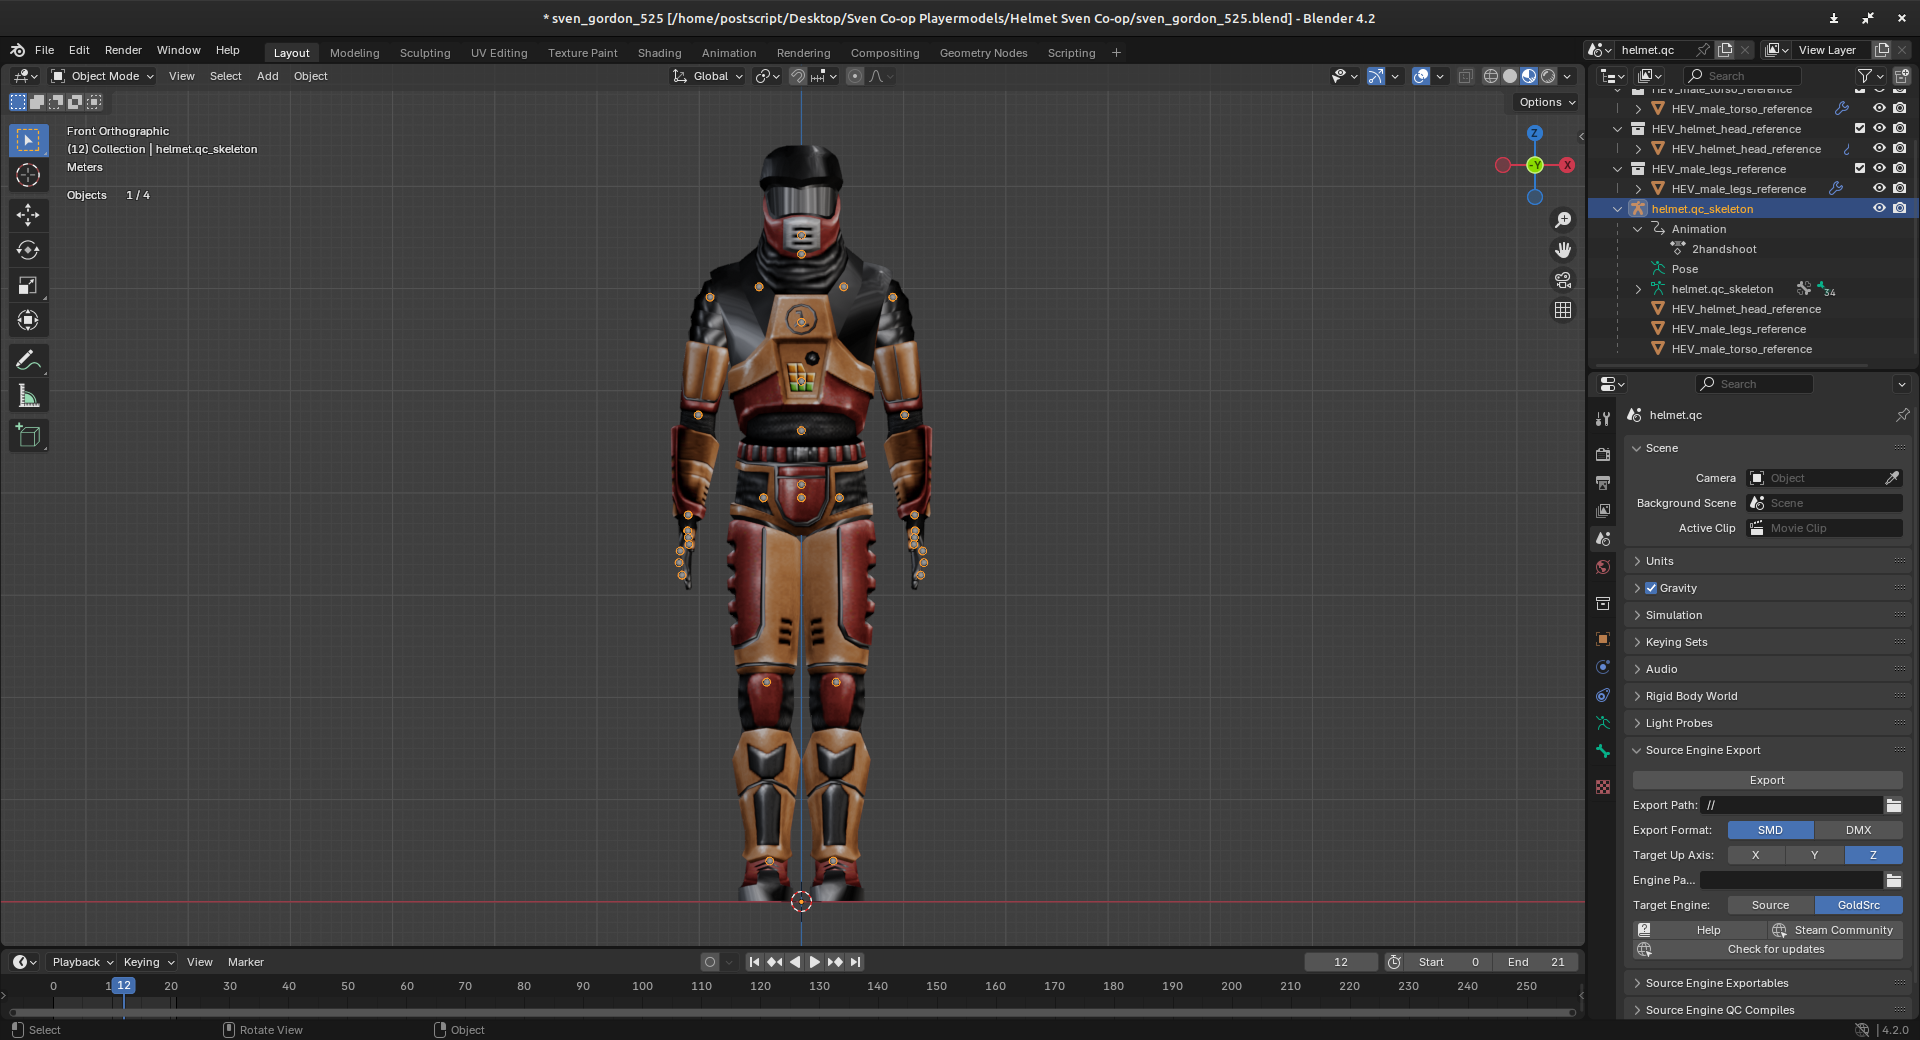 * sven_gordon_525 [/home/postscript/Desktop/Sven Co-op Playermodels/Helmet Sven Co-op/sven_gordon_525.blend] - Blender 4.2
File Edit Render Window Help Layout Modeling Sculpting UV Editing Texture Paint Shading Animation Rendering Compositing Geometry Nodes Scripting + helmet.qc View Layer
Object Mode View Select Add Object Global Search
Options
Front Orthographic
(12) Collection | helmet.qc_skeleton
Meters
Objects 1 / 4
Z
-Y
X
HEV_male_torso_reference
HEV_male_torso_reference
HEV_helmet_head_reference
HEV_helmet_head_reference
HEV_male_legs_reference
HEV_male_legs_reference
helmet.qc_skeleton
Animation
2handshoot
Pose
helmet.qc_skeleton 34
HEV_helmet_head_reference
HEV_male_legs_reference
HEV_male_torso_reference
Search
helmet.qc
Scene
Camera Object
Background Scene Scene
Active Clip Movie Clip
Units
Gravity
Simulation
Keying Sets
Audio
Rigid Body World
Light Probes
Source Engine Export
Export
Export Path: //
Export Format: SMD DMX
Target Up Axis: X Y Z
Engine Pa...
Target Engine: Source GoldSrc
Help Steam Community
Check for updates
Source Engine Exportables
Source Engine QC Compiles
Playback Keying View Marker 12 Start 0 End 21
0 12 20 30 40 50 60 70 80 90 100 110 120 130 140 150 160 170 180 190 200 210 220 230 240 250
Select Rotate View Object 4.2.0